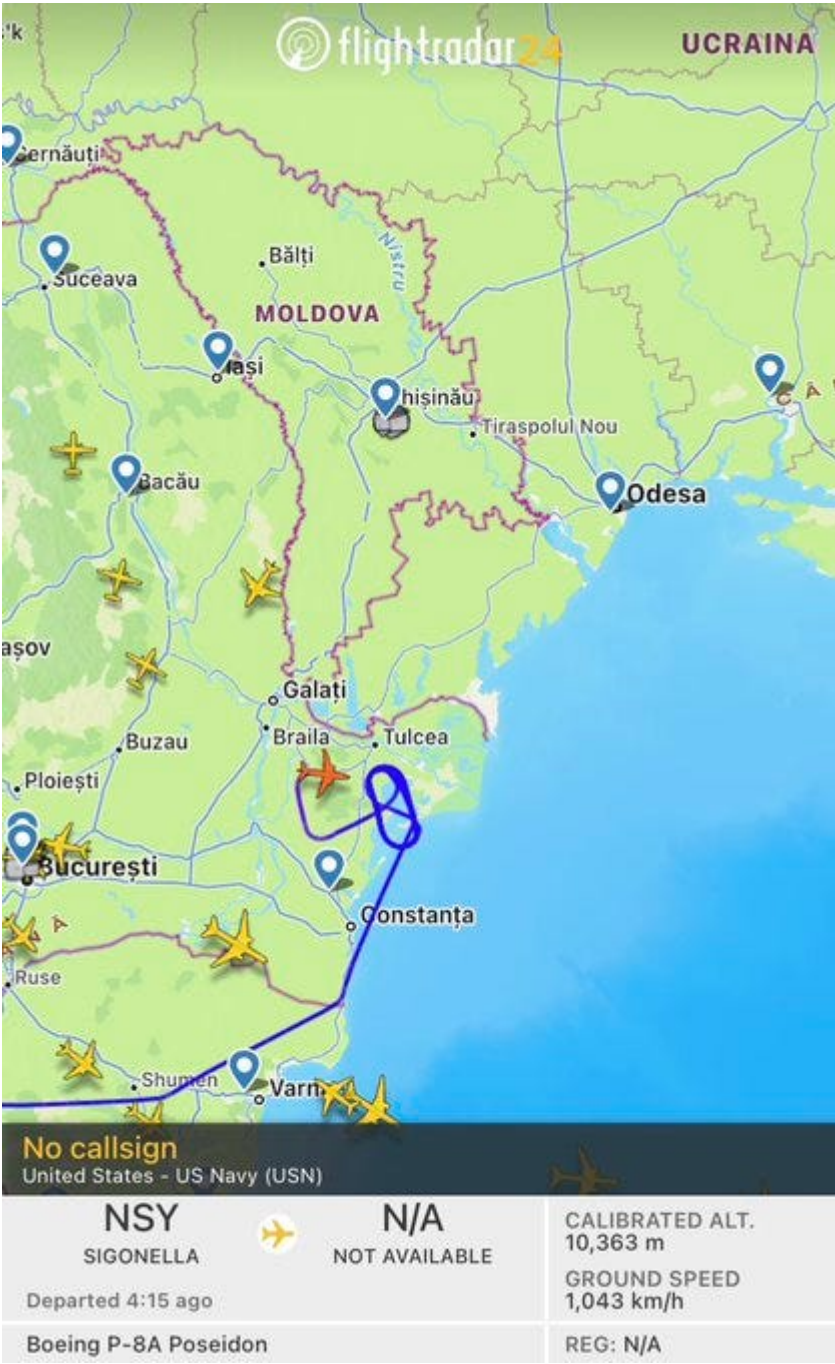 :'k
flightradar24
UCRAINA
Cernăuți
Bălți
Nistru
Suceava
MOLDOVA
Iași
hișinău
Tiraspolul Nou
C Â
Bacău
Odesa
așov
Galați
Buzau
Braila
Tulcea
Ploiești
București
Constanța
Â
Ruse
Shumen
Varn
No callsign
United States - US Navy (USN)
NSY
N/A
CALIBRATED ALT.
10,363 m
SIGONELLA
NOT AVAILABLE
GROUND SPEED
1,043 km/h
Departed 4:15 ago
Boeing P-8A Poseidon
REG: N/A